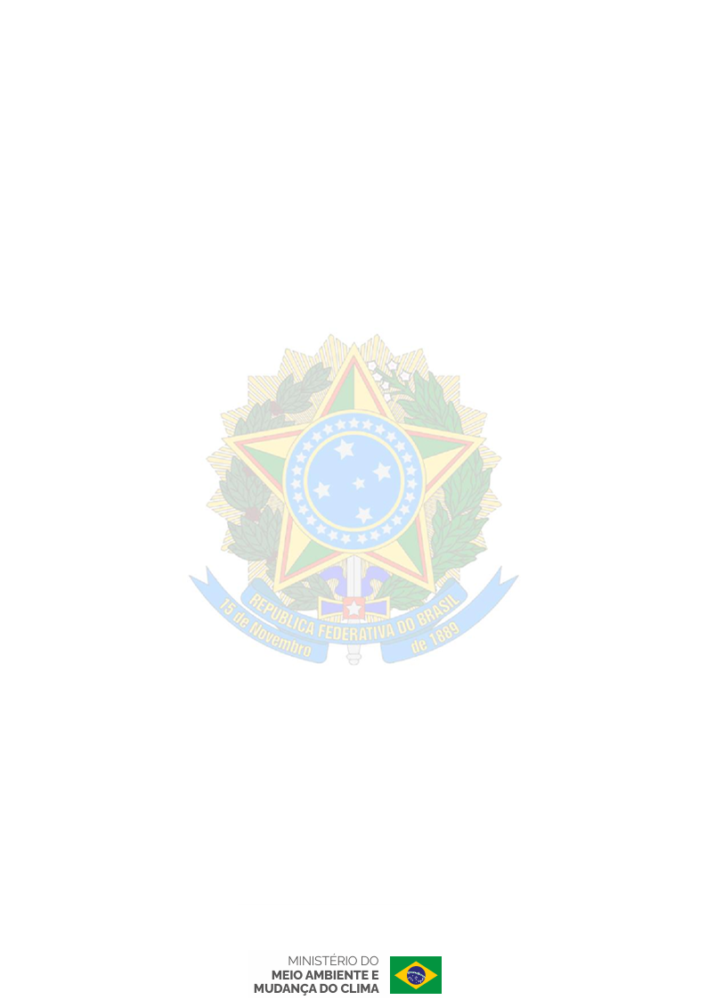 REPÚBLICA FEDERATIVA DO BRASIL
15 de Novembro
de 1889
MINISTÉRIO DO
MEIO AMBIENTE E
MUDANÇA DO CLIMA